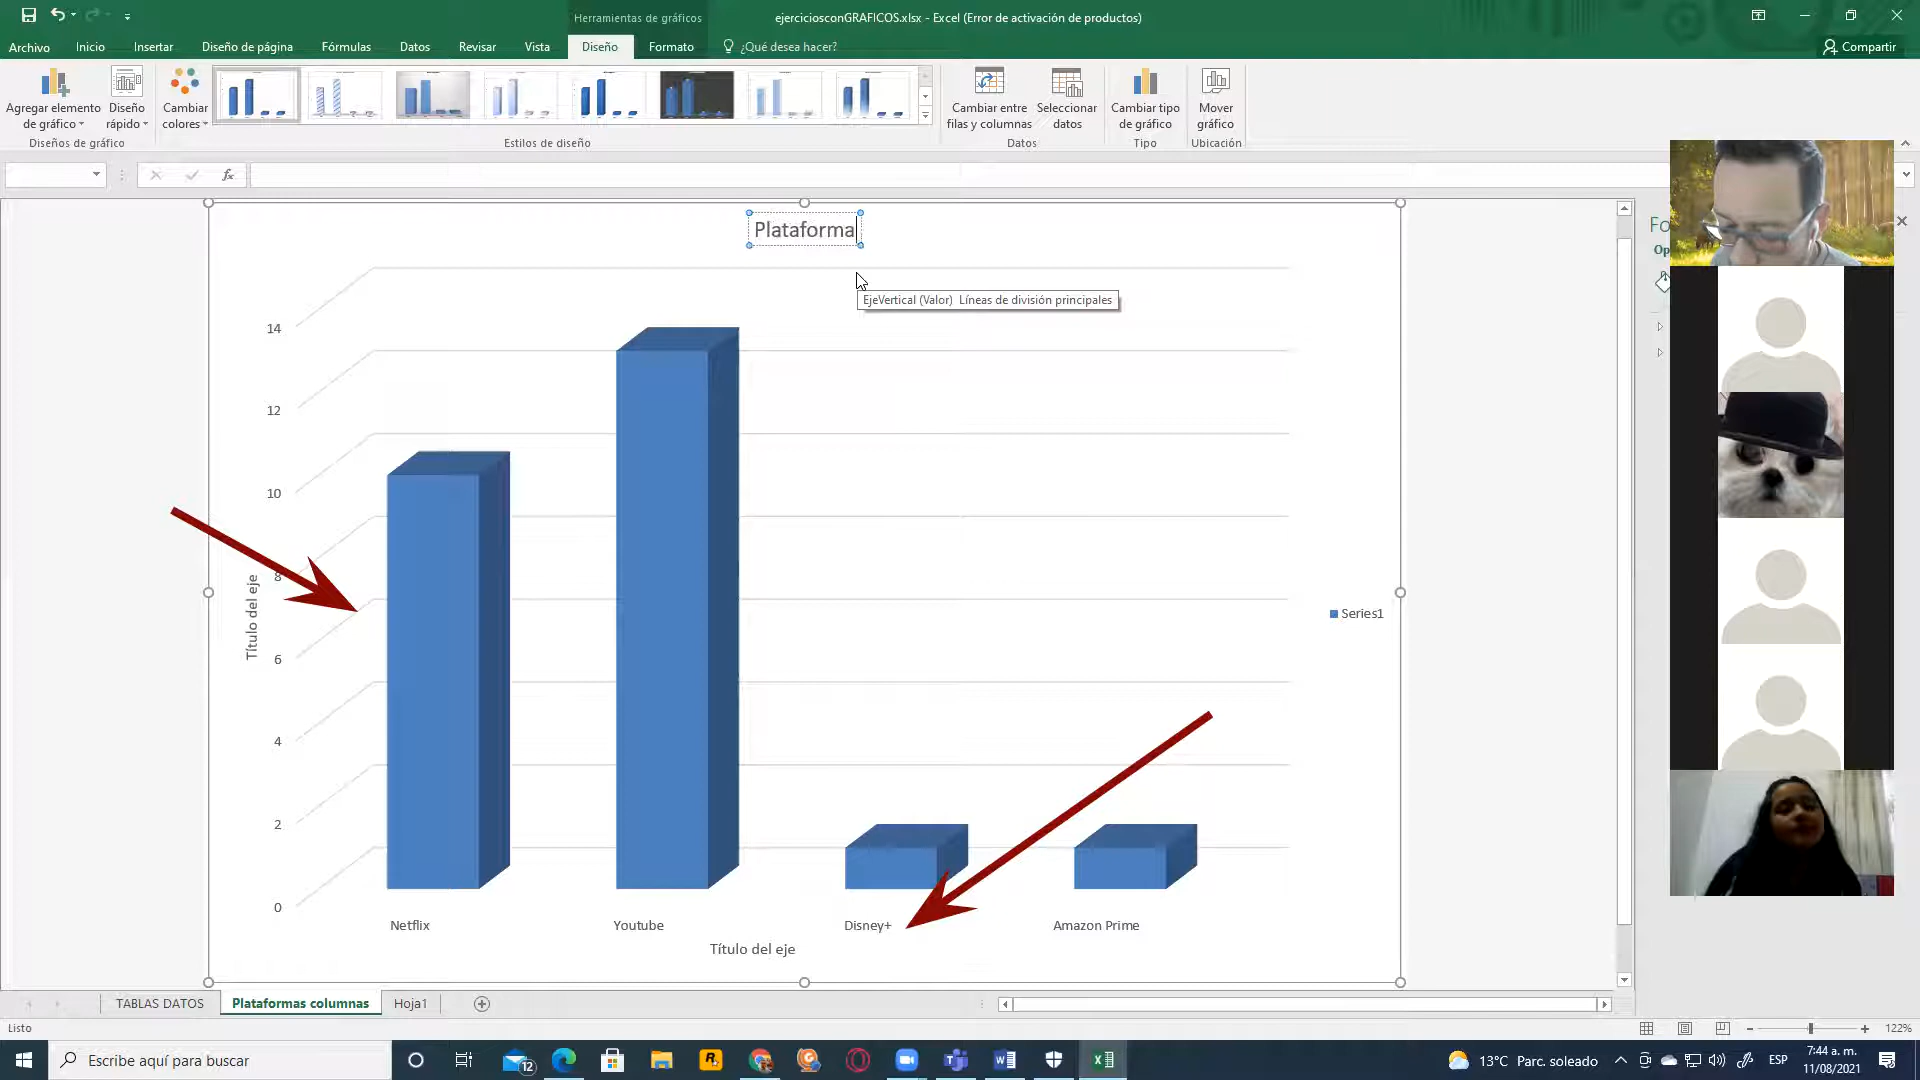 Herramientas de gráficos
ejerciciosconGRAFICOS.xlsx - Excel (Error de activación de productos)
Archivo
Inicio
Insertar
Diseño de página
Fórmulas
Datos
Revisar
Vista
Diseño
Formato
¿Qué desea hacer?
Compartir
Agregar elemento
de gráfico
Diseño
rápido
Cambiar
colores
Cambiar entre
filas y columnas
Seleccionar
datos
Cambiar tipo
de gráfico
Mover
gráfico
Diseños de gráfico
Estilos de diseño
Datos
Tipo
Ubicación
fx
Plataforma
EjeVertical (Valor) Líneas de división principales
Fo
Op
14
12
10
8
6
4
2
0
Título del eje
Series1
Netflix
Youtube
Disney+
Amazon Prime
Título del eje
TABLAS DATOS
Plataformas columnas
Hoja1
Listo
122%
Escribe aquí para buscar
12
13°C Parc. soleado
ESP
7:44 a. m.
11/08/2021